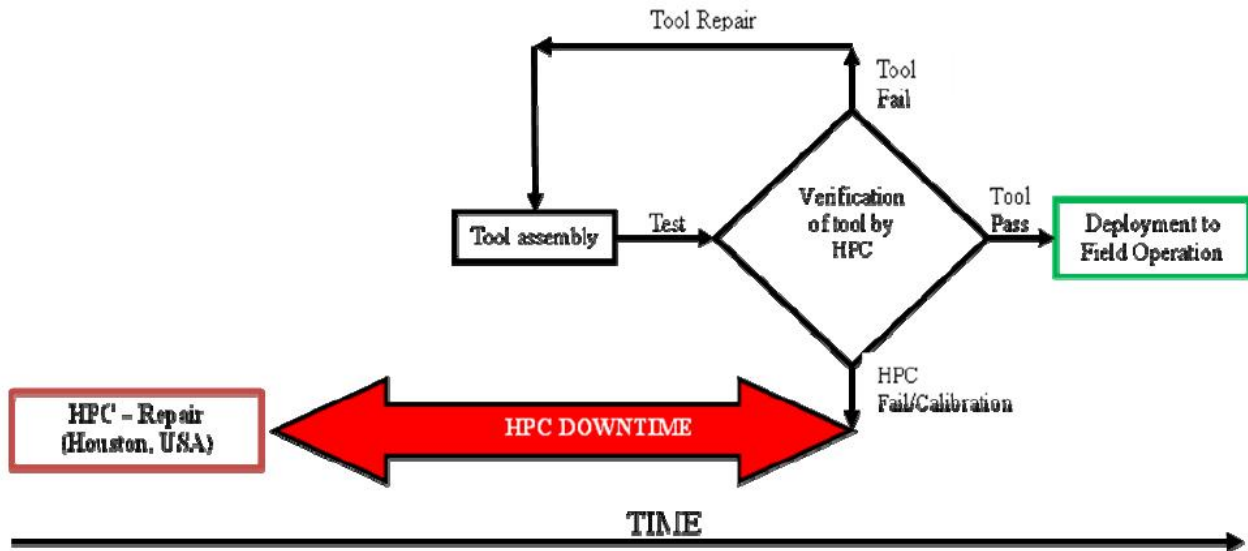 Tool Repair
Tool
Fail
Verification
of tool by
HPC
Tool assembly
Test
Tool
Pass
Deployment to
Field Operation
HPC
Fail/Calibration
HPC – Repair
(Houston, USA)
HPC DOWNTIME
TIME